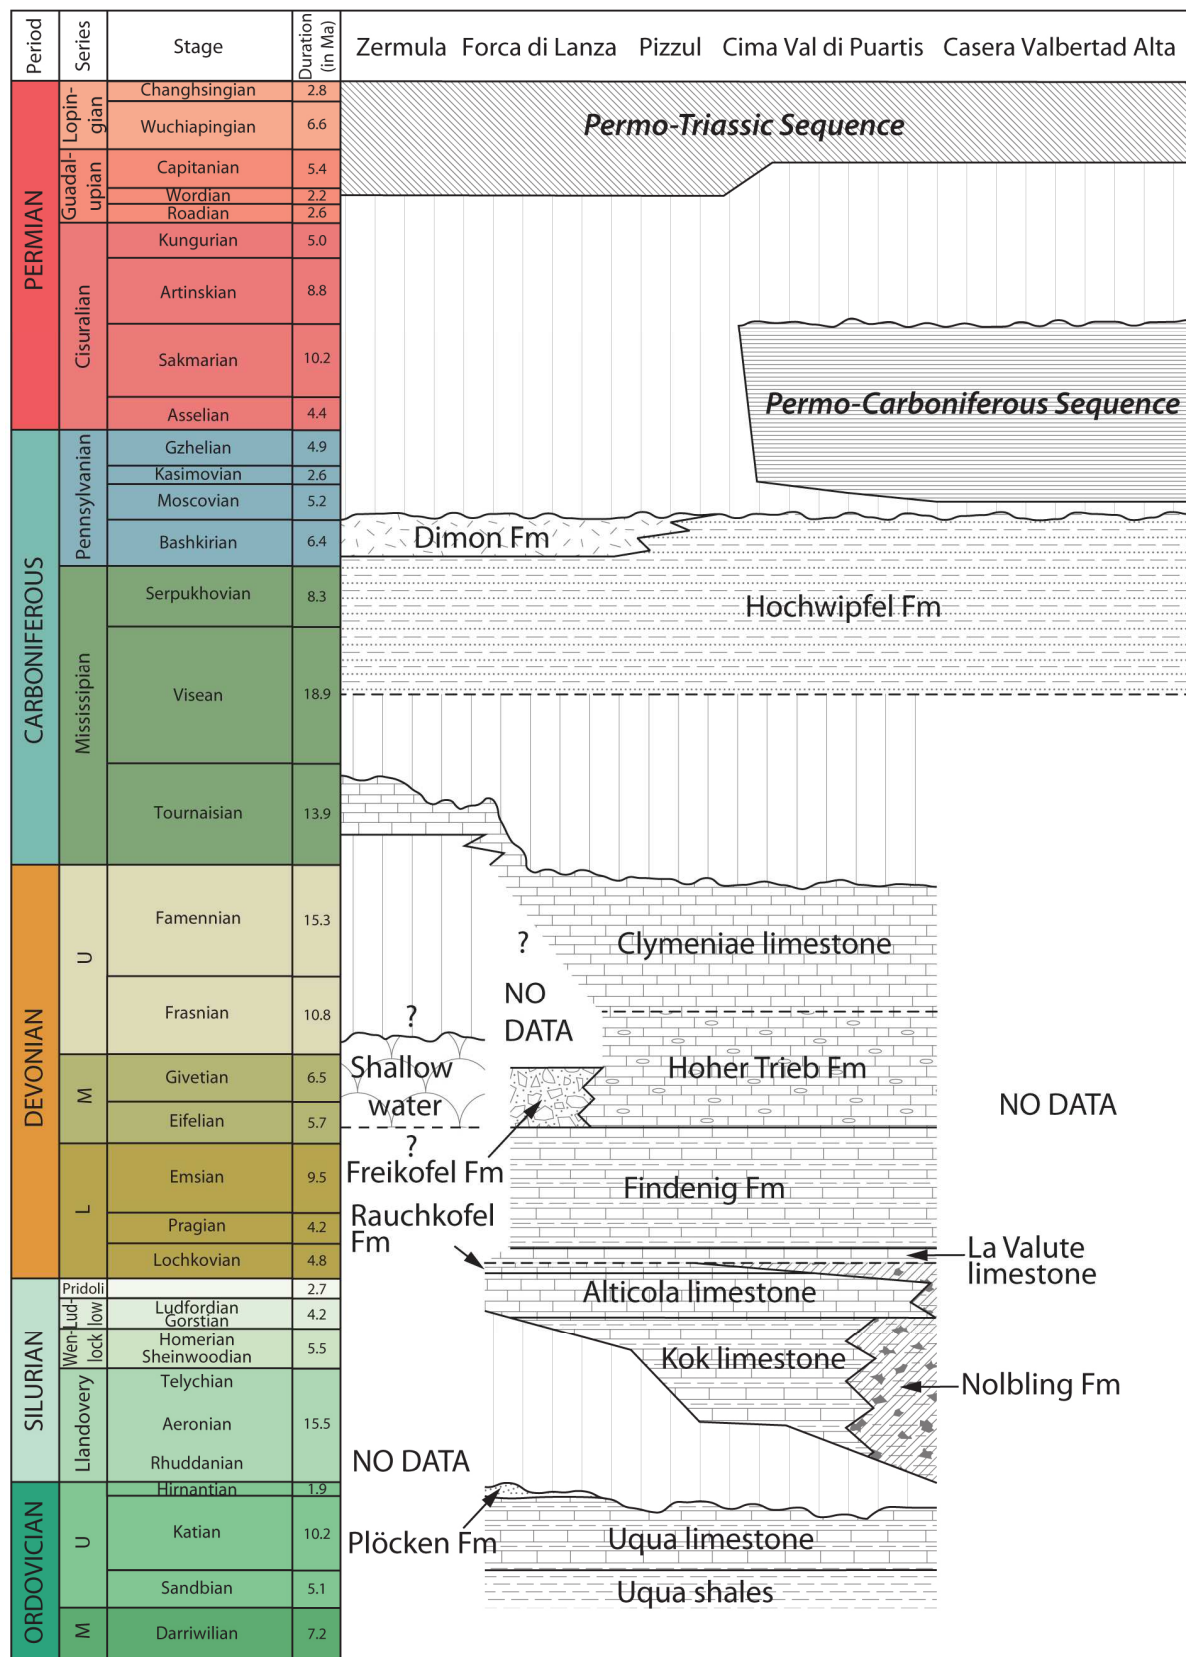 Period
Series
Stage
Duration
(in Ma)
Zermula
Forca di Lanza
Pizzul
Cima Val di Puartis
Casera Valbertad Alta
PERMIAN
Lopin-
gian
Changhsingian
2.8
Wuchiapingian
6.6
Guadal-
upian
Capitanian
5.4
Wordian
2.2
Roadian
2.6
Cisuralian
Kungurian
5.0
Artinskian
8.8
Sakmarian
10.2
Asselian
4.4
CARBONIFEROUS
Pennsylvanian
Gzhelian
4.9
Kasimovian
2.6
Moscovian
5.2
Bashkirian
6.4
Mississipian
Serpukhovian
8.3
Visean
18.9
Tournaisian
13.9
DEVONIAN
U
Famennian
15.3
Frasnian
10.8
M
Givetian
6.5
Eifelian
5.7
L
Emsian
9.5
Pragian
4.2
Lochkovian
4.8
SILURIAN
Pridoli
2.7
Lud-
low
Ludfordian
Gorstian
4.2
Wen-
lock
Homerian
Sheinwoodian
5.5
Llandovery
Telychian
Aeronian
15.5
Rhuddanian
ORDOVICIAN
U
Hirnantian
1.9
Katian
10.2
Sandbian
5.1
M
Darriwilian
7.2
Permo-Triassic Sequence
Permo-Carboniferous Sequence
Dimon Fm
Hochwipfel Fm
?
Clymeniae limestone
NO
DATA
?
Shallow
water
Hoher Trieb Fm
NO DATA
?
Freikofel Fm
Findenig Fm
Rauchkofel
Fm
La Valute
limestone
Alticola limestone
Kok limestone
Nolbling Fm
NO DATA
Plöcken Fm
Uqua limestone
Uqua shales